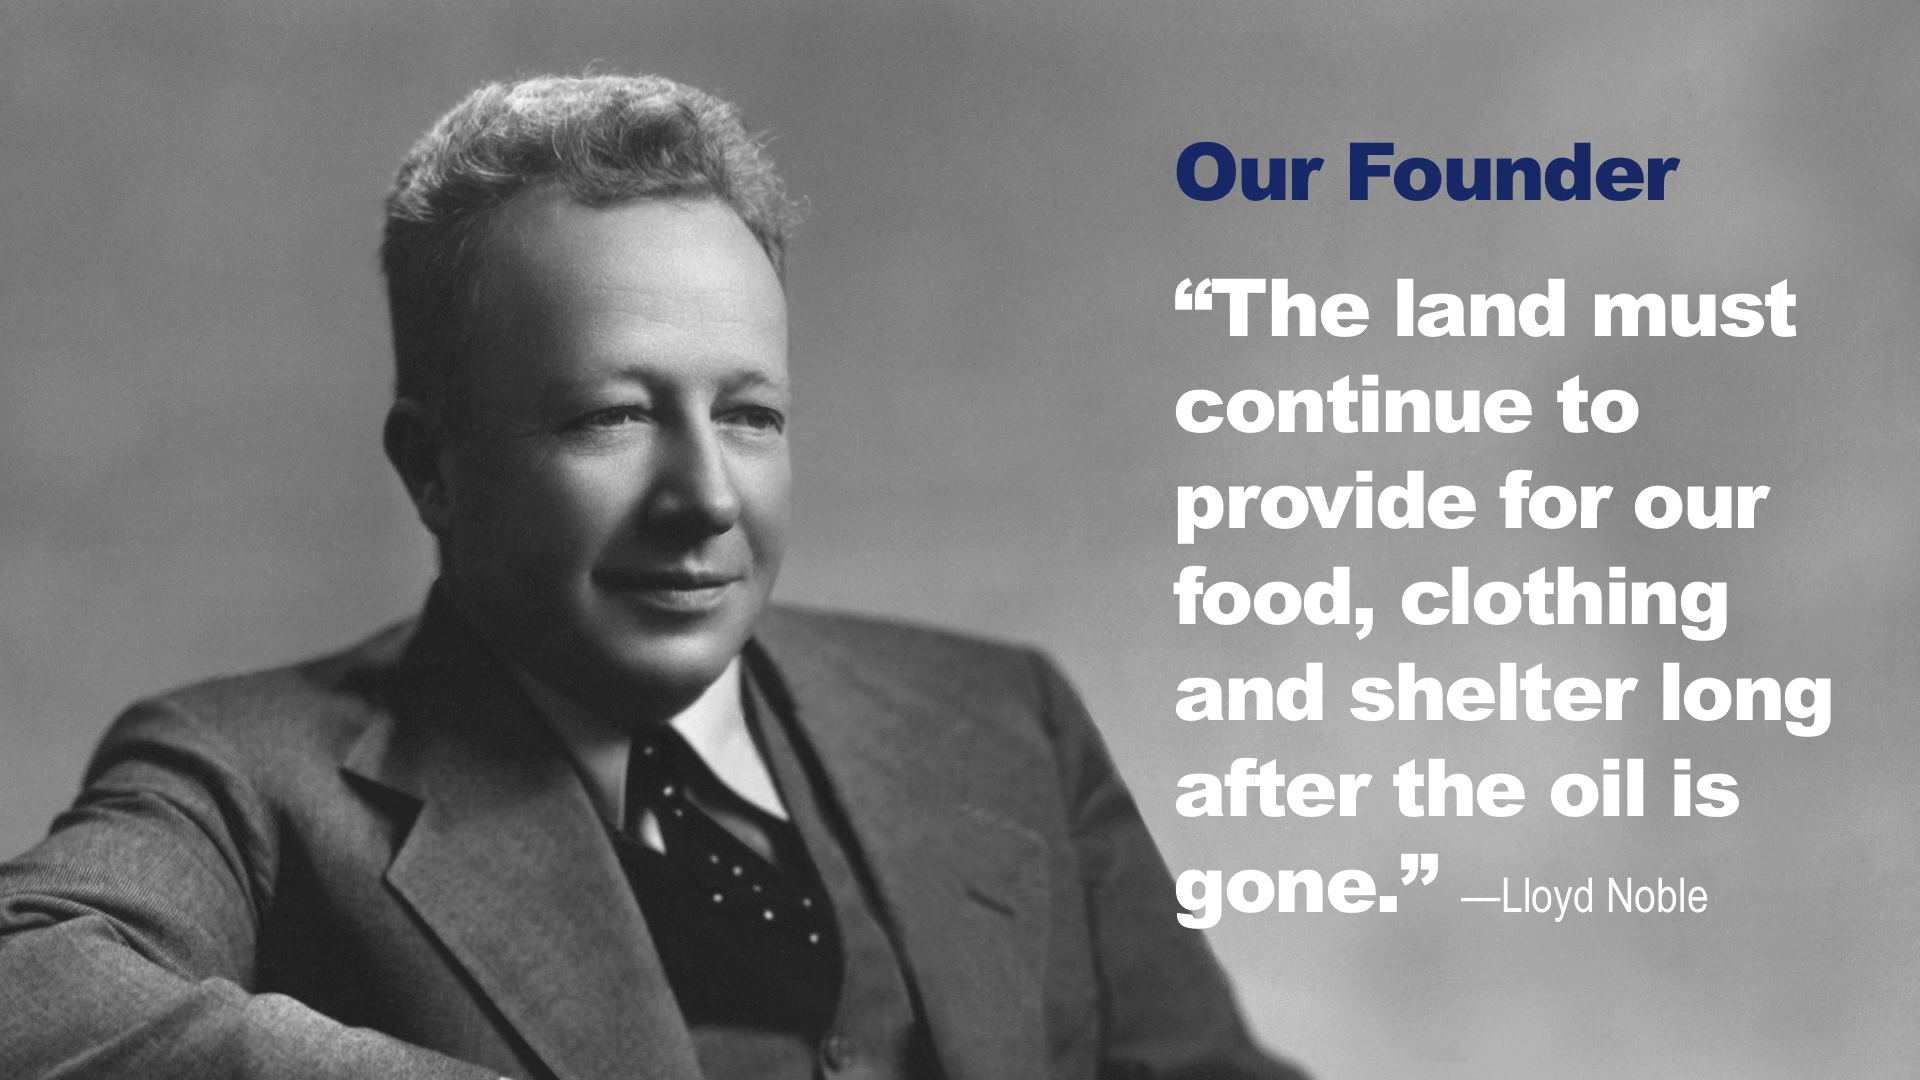 Our Founder
“The land must
continue to
provide for our
food, clothing
and shelter long
after the oil is
gone.” —Lloyd Noble